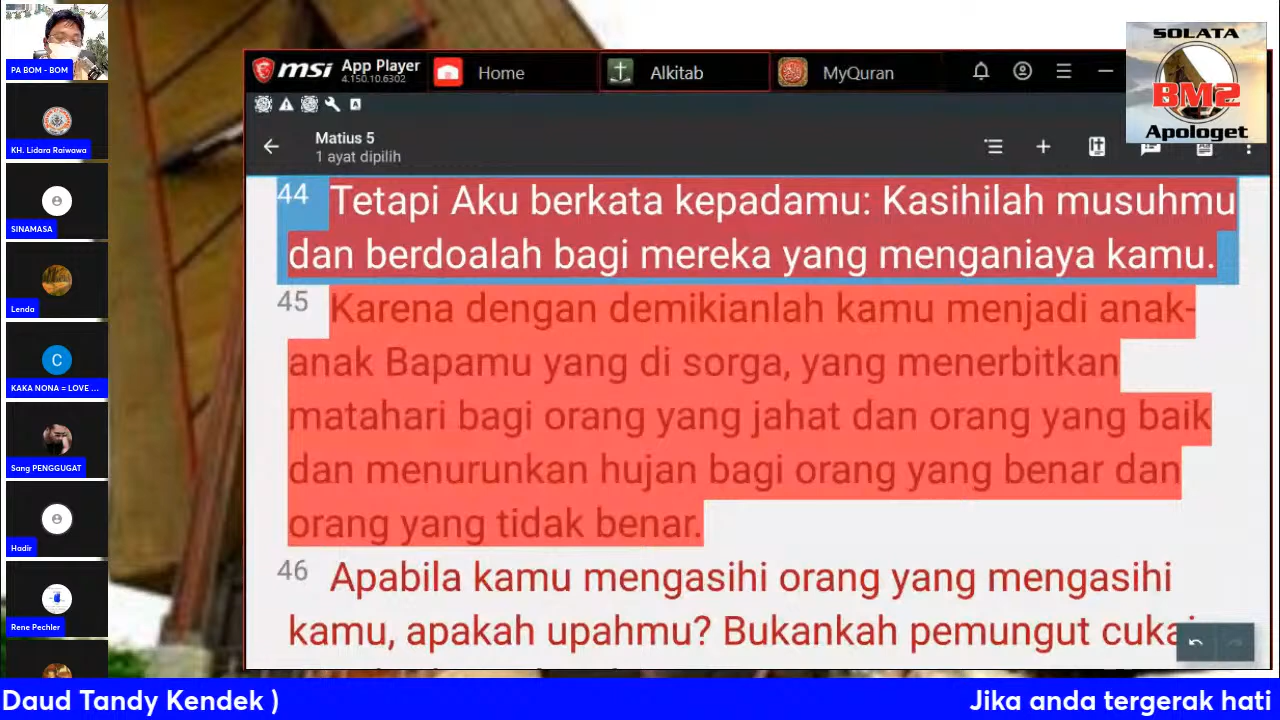 PA BOM - BOM
KH. Lidara Raiwawa
SINAMASA
Lenda
C
KAKA NONA = LOVE ...
Sang PENGGUGAT
Hadir
Rene Pechler
msi App Player
4.150.10.6302
Home
Alkitab
MyQuran
SOLATA
BM2
Apologet
Matius 5
1 ayat dipilih
44 Tetapi Aku berkata kepadamu: Kasihilah musuhmu
dan berdoalah bagi mereka yang menganiaya kamu.
45 Karena dengan demikianlah kamu menjadi anak-
anak Bapamu yang di sorga, yang menerbitkan
matahari bagi orang yang jahat dan orang yang baik
dan menurunkan hujan bagi orang yang benar dan
orang yang tidak benar.
46 Apabila kamu mengasihi orang yang mengasihi
kamu, apakah upahmu? Bukankah pemungut cukai
Daud Tandy Kendek )
Jika anda tergerak hati